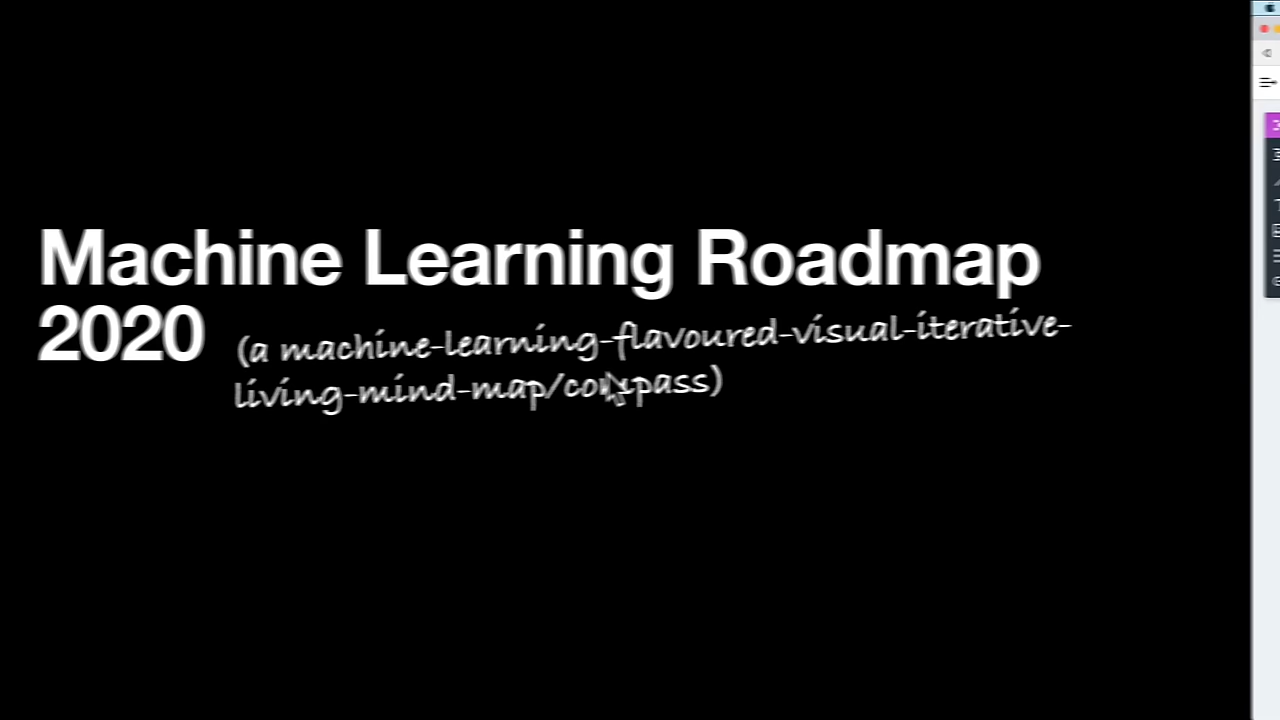 Machine Learning Roadmap
2020
(a machine-learning-flavoured-visual-iterative-
living-mind-map/compass)